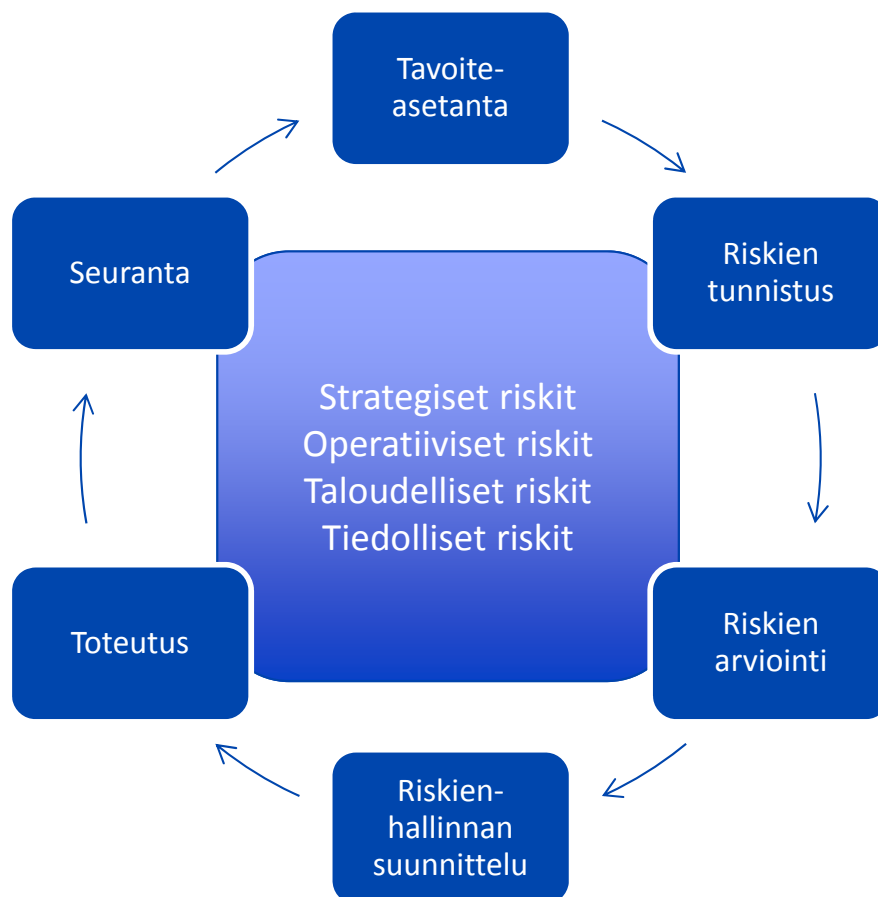 Tavoite-
asetanta
Riskien
tunnistus
Riskien
arviointi
Riskien-
hallinnan
suunnittelu
Toteutus
Seuranta
Strategiset riskit
Operatiiviset riskit
Taloudelliset riskit
Tiedolliset riskit